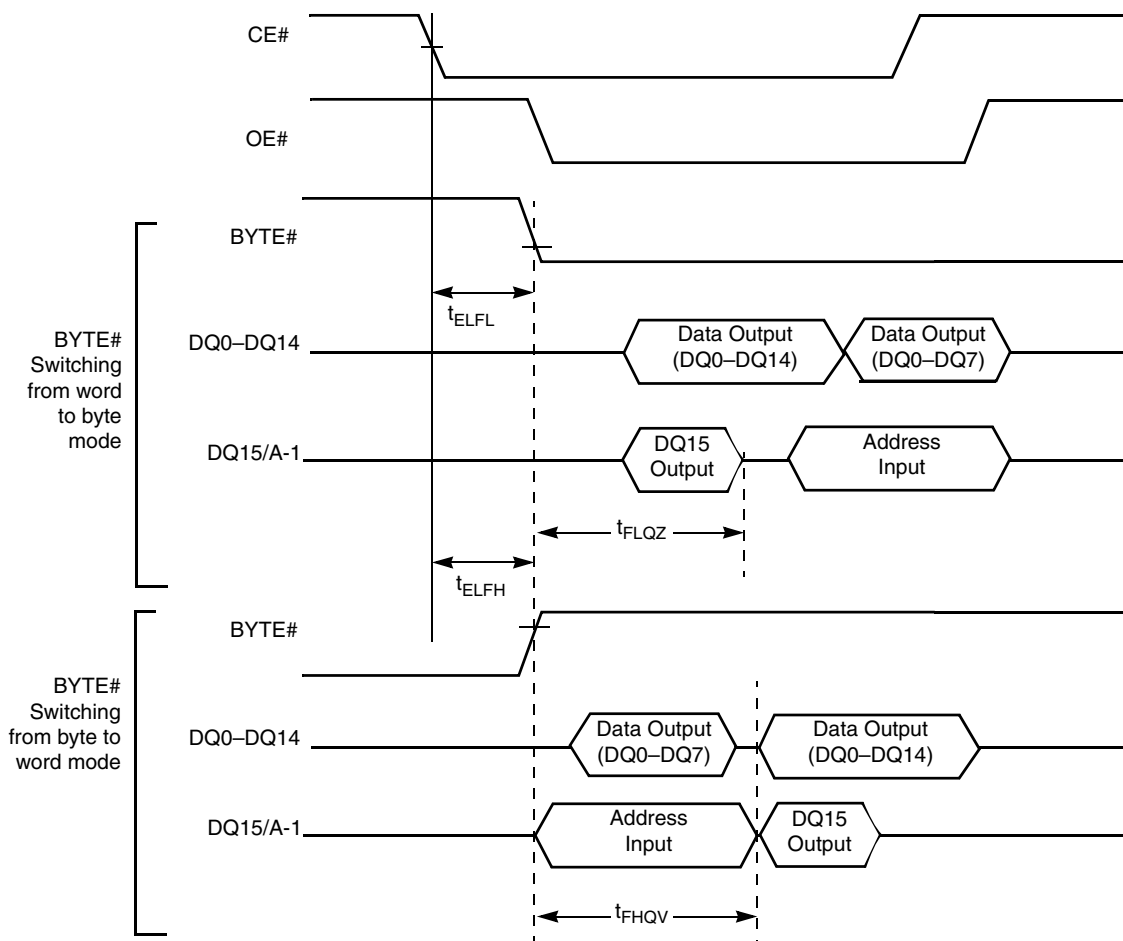 CE#
OE#
BYTE#
tELFL
BYTE#
Switching
from word
to byte
mode
DQ0–DQ14
Data Output
(DQ0–DQ14)
Data Output
(DQ0–DQ7)
DQ15/A-1
DQ15
Output
Address
Input
tFLQZ
tELFH
BYTE#
BYTE#
Switching
from byte to
word mode
DQ0–DQ14
Data Output
(DQ0–DQ7)
Data Output
(DQ0–DQ14)
DQ15/A-1
Address
Input
DQ15
Output
tFHQV